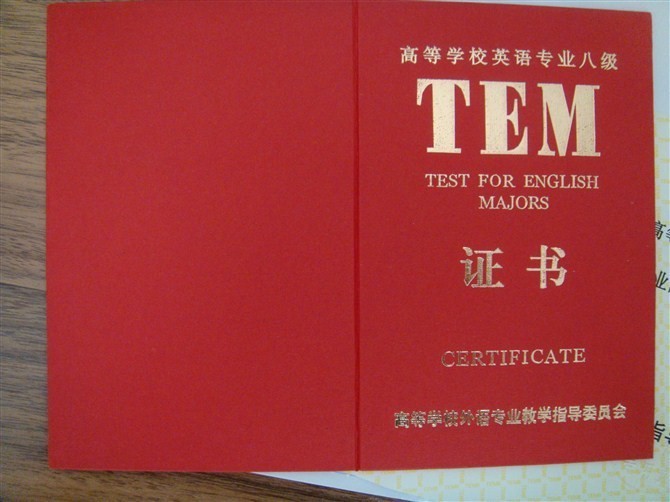 高等学校英语专业八级
TEM
TEST FOR ENGLISH
MAJORS
证书
CERTIFICATE
高等学校外语专业教学指导委员会